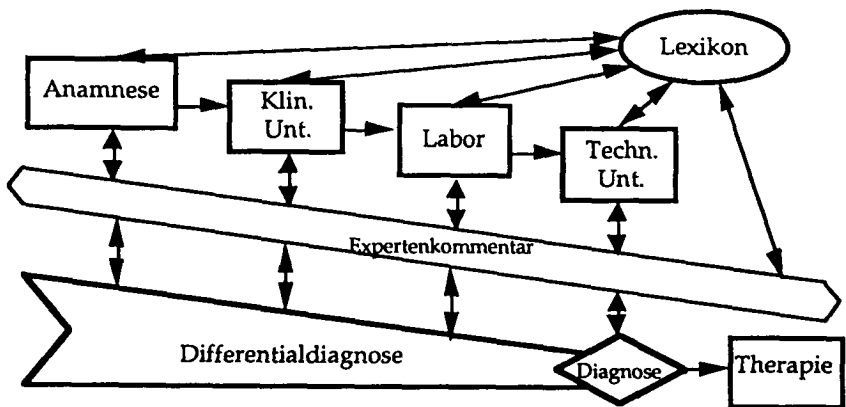 Lexikon
Anamnese
Klin.
Unt.
Labor
Techn.
Unt.
Expertenkommentar
Differentialdiagnose
Diagnose
Therapie